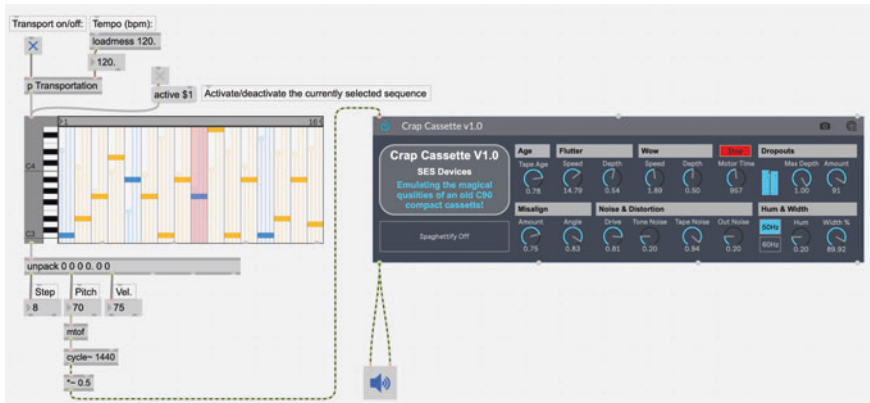 Transport on/off:
Tempo (bpm):
loadmess 120.
120.
p Transportation
active $1
Activate/deactivate the currently selected sequence
1
16
C4
C3
unpack 0 0 0 0. 0 0
Step
Pitch
Vel.
8
70
75
mtof
cycle~ 1440
*~ 0.5
Crap Cassette v1.0
Crap Cassette V1.0
SES Devices
Emulating the magical
qualities of an old C90
compact cassetts!
Spaghettify Off
Age
Flutter
Wow
Stop
Dropouts
Tape Age
Speed
Depth
Speed
Depth
Motor Time
Max Depth
Amount
0.76
14.79
0.54
1.89
0.50
957
1.00
91
Misalign
Noise & Distortion
Hum & Width
Amount
Angle
Drive
Tone Noise
Tape Noise
Out Noise
50Hz
Hum
Width %
60Hz
0.75
0.83
0.81
0.20
0.94
0.20
0.20
89.92